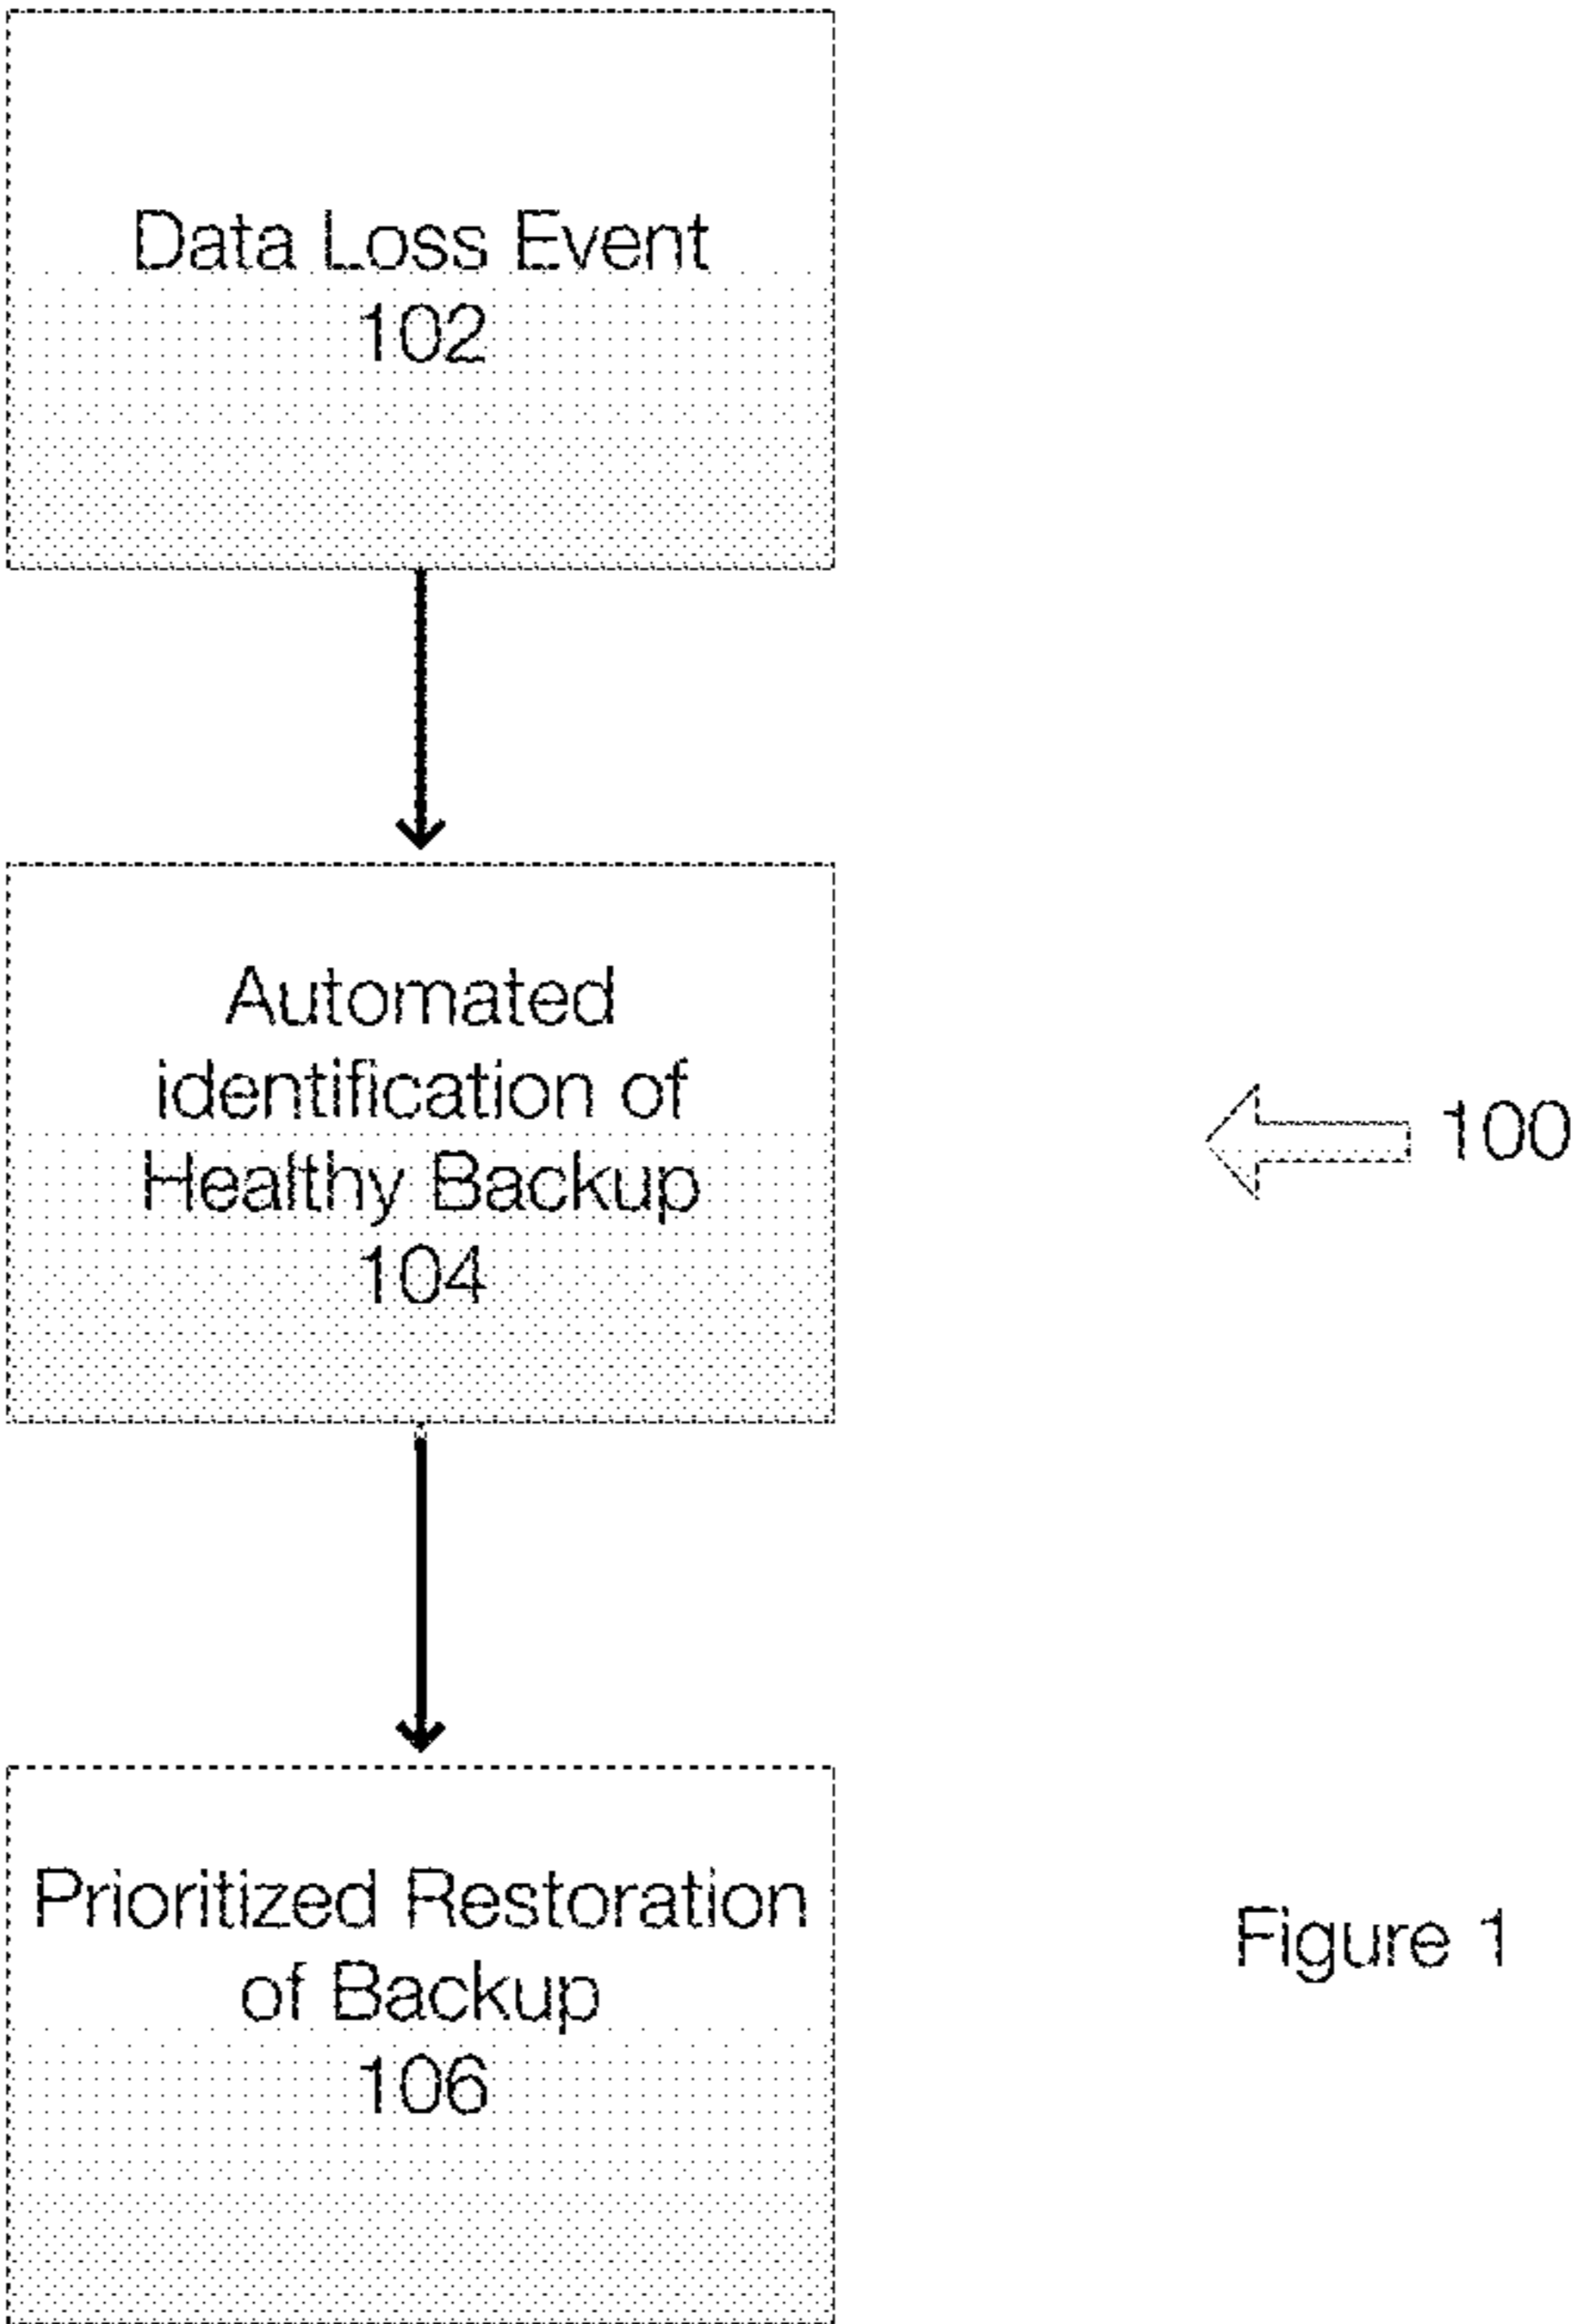 Data Loss Event
102
Automated
identification of
Healthy Backup
104
100
Prioritized Restoration
of Backup
106
Figure 1